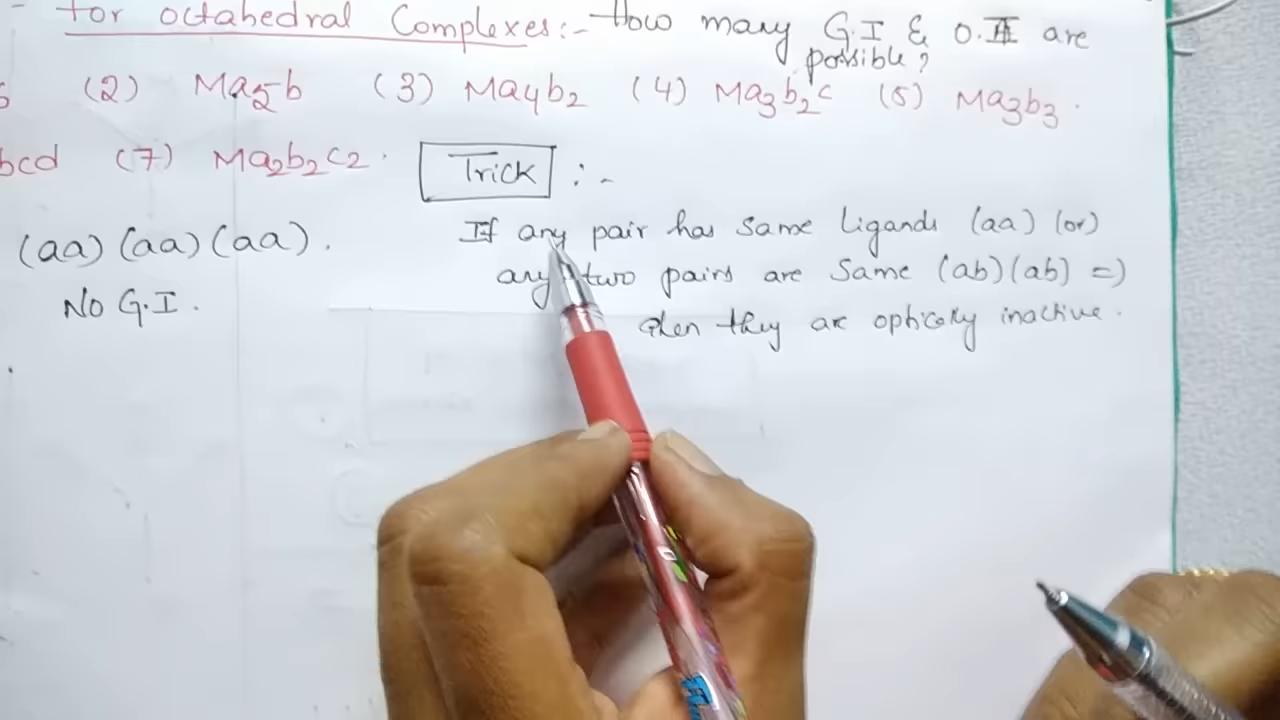 for octahedral Complexes:- How many G.I & O.I are possible?
(2) Ma5b (3) Ma4b2 (4) Ma3b2c (5) Ma3b3.
bcd (7) Ma2b2c2.
Trick :-
(aa) (aa) (aa).
No G.I.
If any pair has same ligands (aa) (or)
any two pairs are same (ab)(ab) =)
then they are optically inactive.